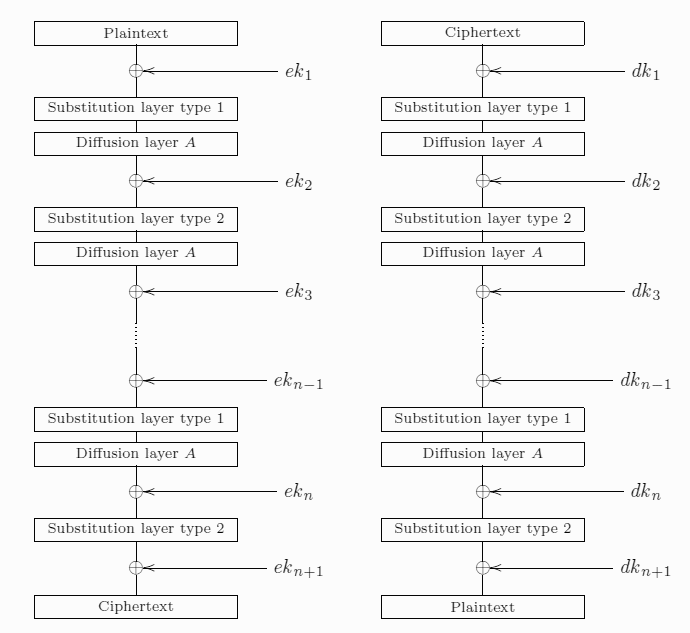 Plaintext
ek₁
Substitution layer type 1
Diffusion layer A
ek₂
Substitution layer type 2
Diffusion layer A
ek₃
ekₙ₋₁
Substitution layer type 1
Diffusion layer A
ekₙ
Substitution layer type 2
ekₙ₊₁
Ciphertext
Ciphertext
dk₁
Substitution layer type 1
Diffusion layer A
dk₂
Substitution layer type 2
Diffusion layer A
dk₃
dkₙ₋₁
Substitution layer type 1
Diffusion layer A
dkₙ
Substitution layer type 2
dkₙ₊₁
Plaintext